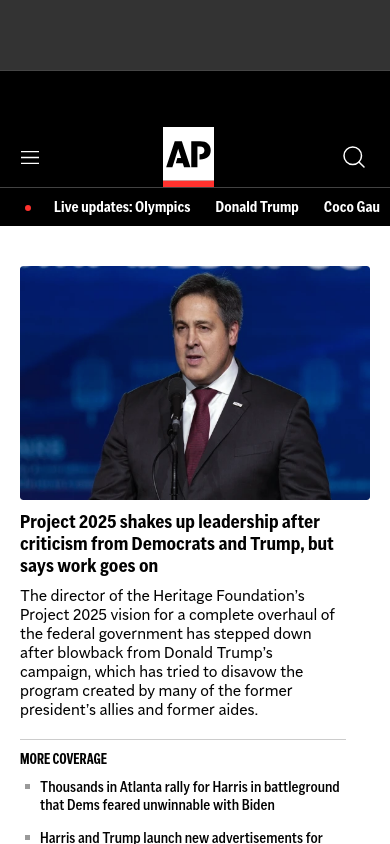 AP
Live updates: Olympics Donald Trump Coco Gau
Project 2025 shakes up leadership after
criticism from Democrats and Trump, but
says work goes on
The director of the Heritage Foundation’s
Project 2025 vision for a complete overhaul of
the federal government has stepped down
after blowback from Donald Trump’s
campaign, which has tried to disavow the
program created by many of the former
president’s allies and former aides.
MORE COVERAGE
Thousands in Atlanta rally for Harris in battleground
that Dems feared unwinnable with Biden
Harris and Trump launch new advertisements for